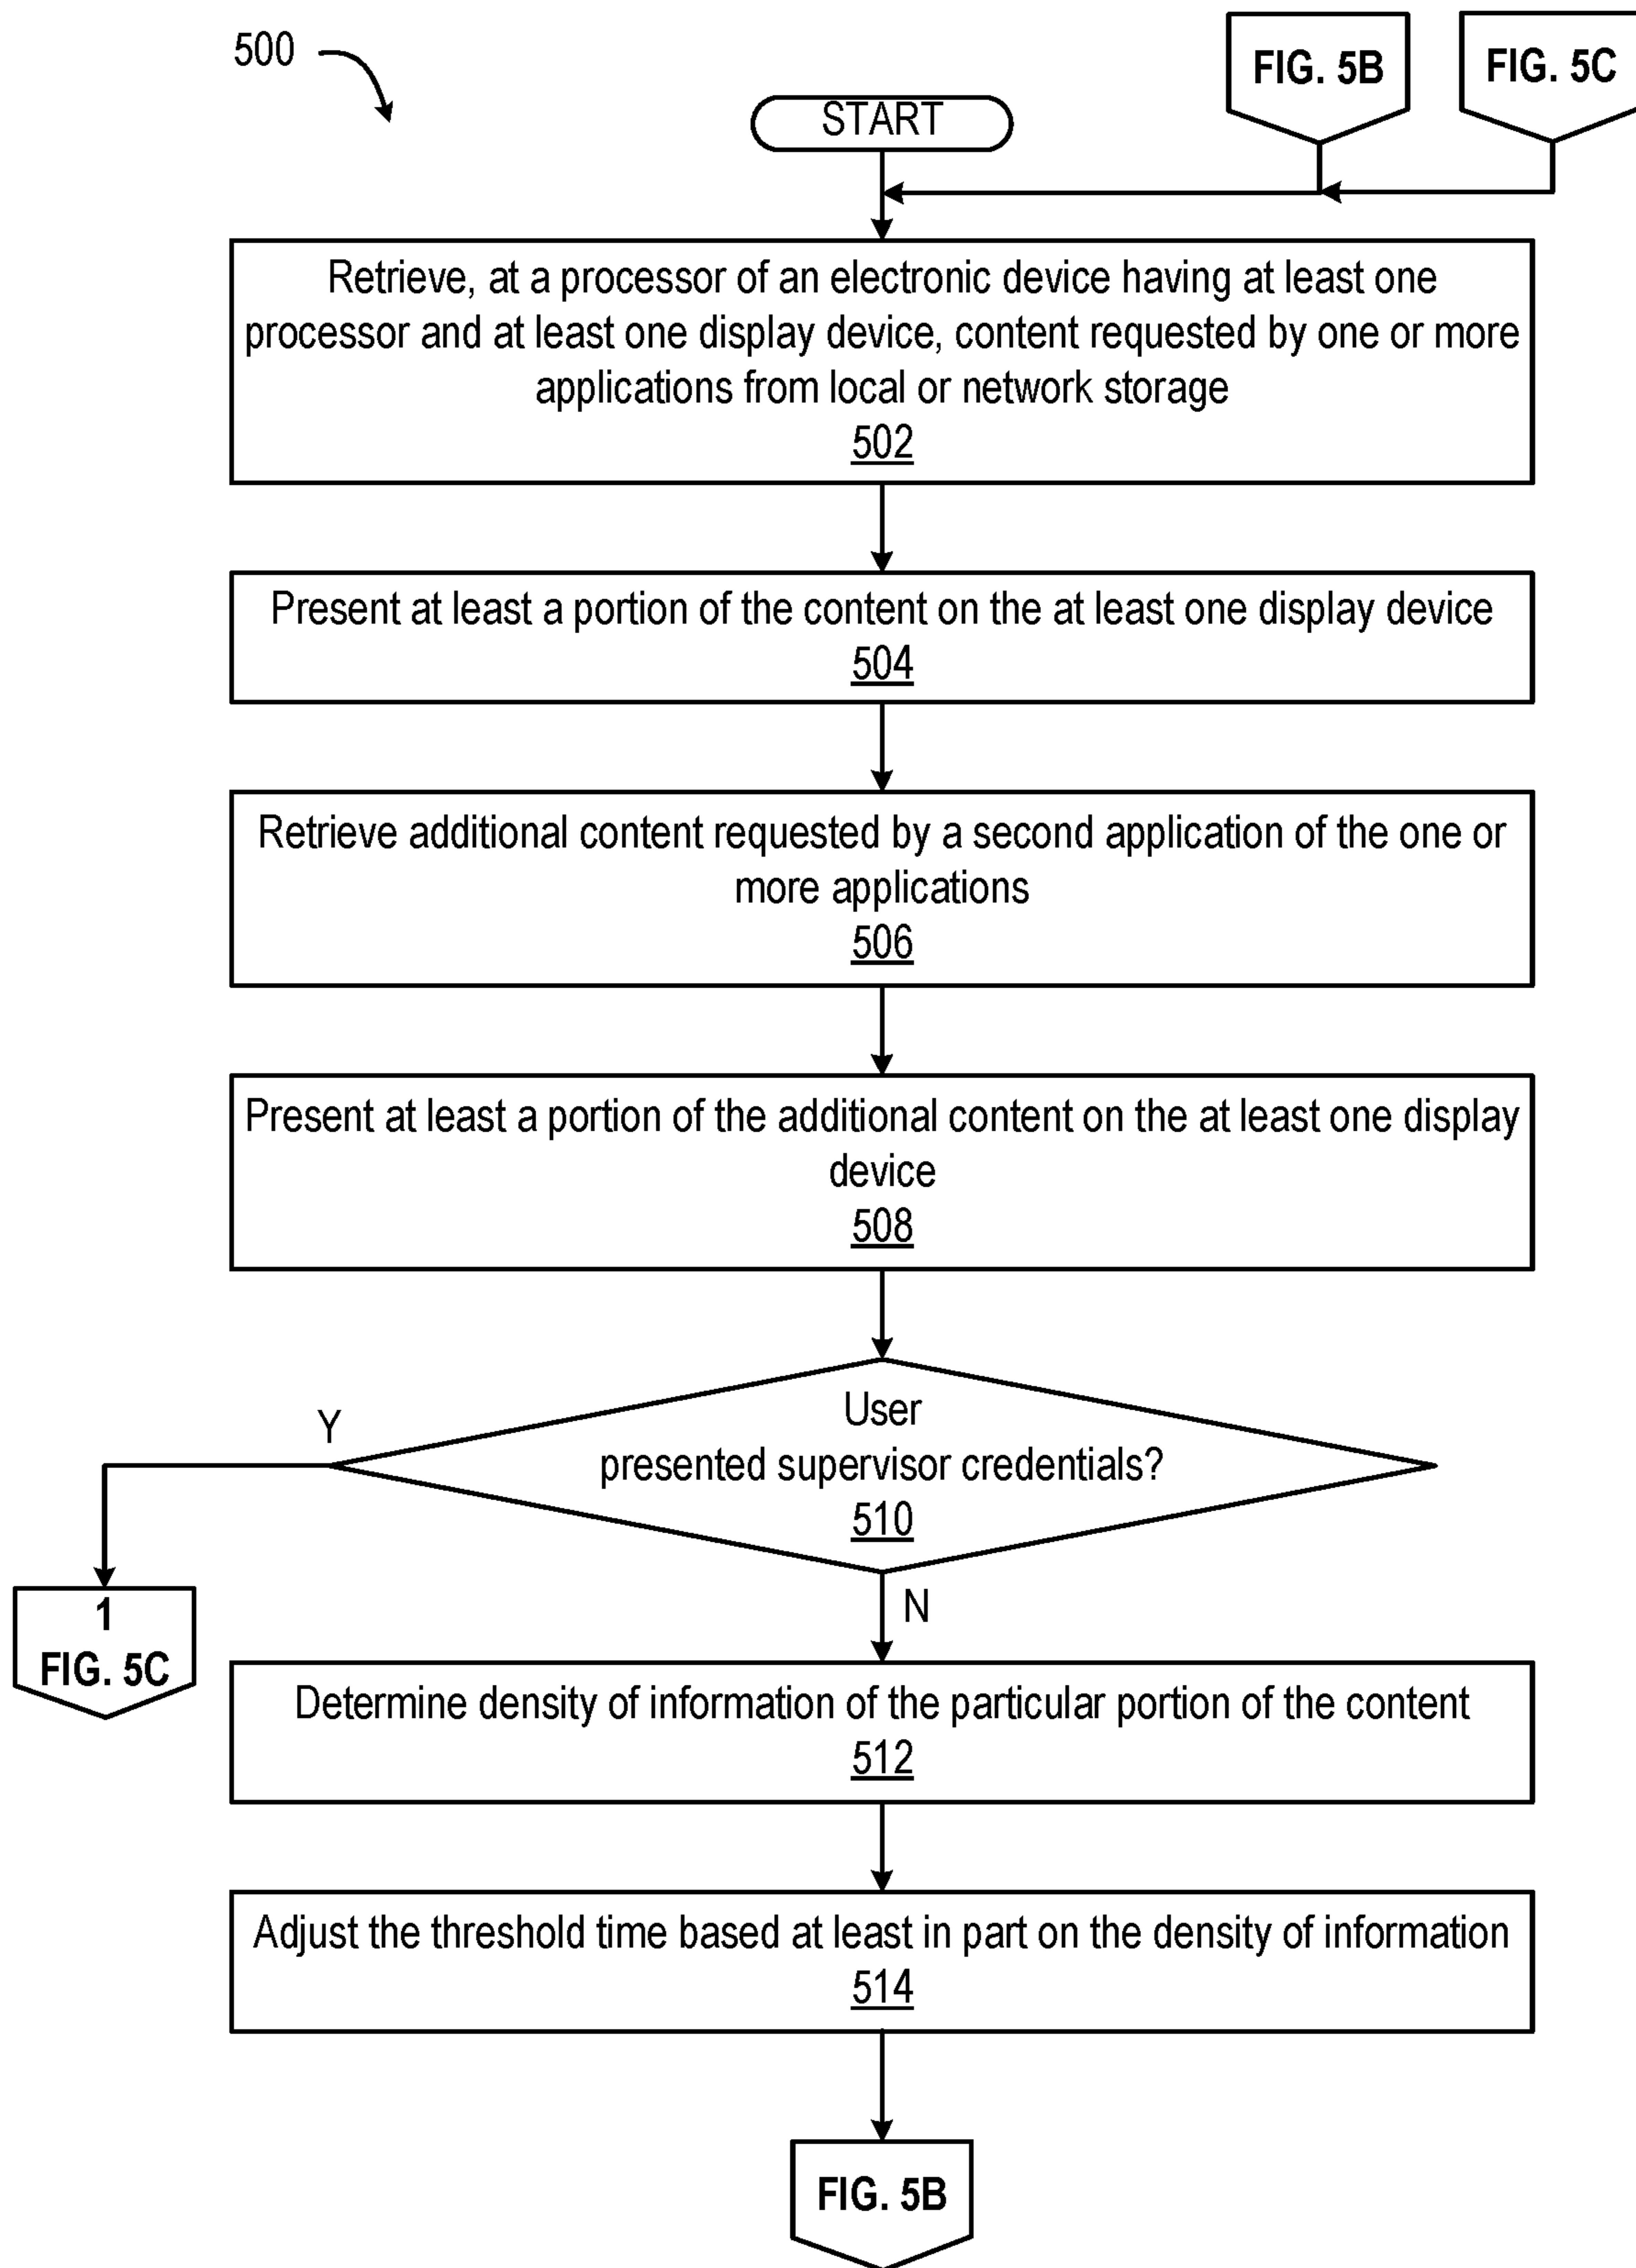 500
FIG. 5B
FIG. 5C
START
Retrieve, at a processor of an electronic device having at least one
processor and at least one display device, content requested by one or more
applications from local or network storage
502
Present at least a portion of the content on the at least one display device
504
Retrieve additional content requested by a second application of the one or
more applications
506
Present at least a portion of the additional content on the at least one display
device
508
User
presented supervisor credentials?
510
Y
N
1
FIG. 5C
Determine density of information of the particular portion of the content
512
Adjust the threshold time based at least in part on the density of information
514
FIG. 5B